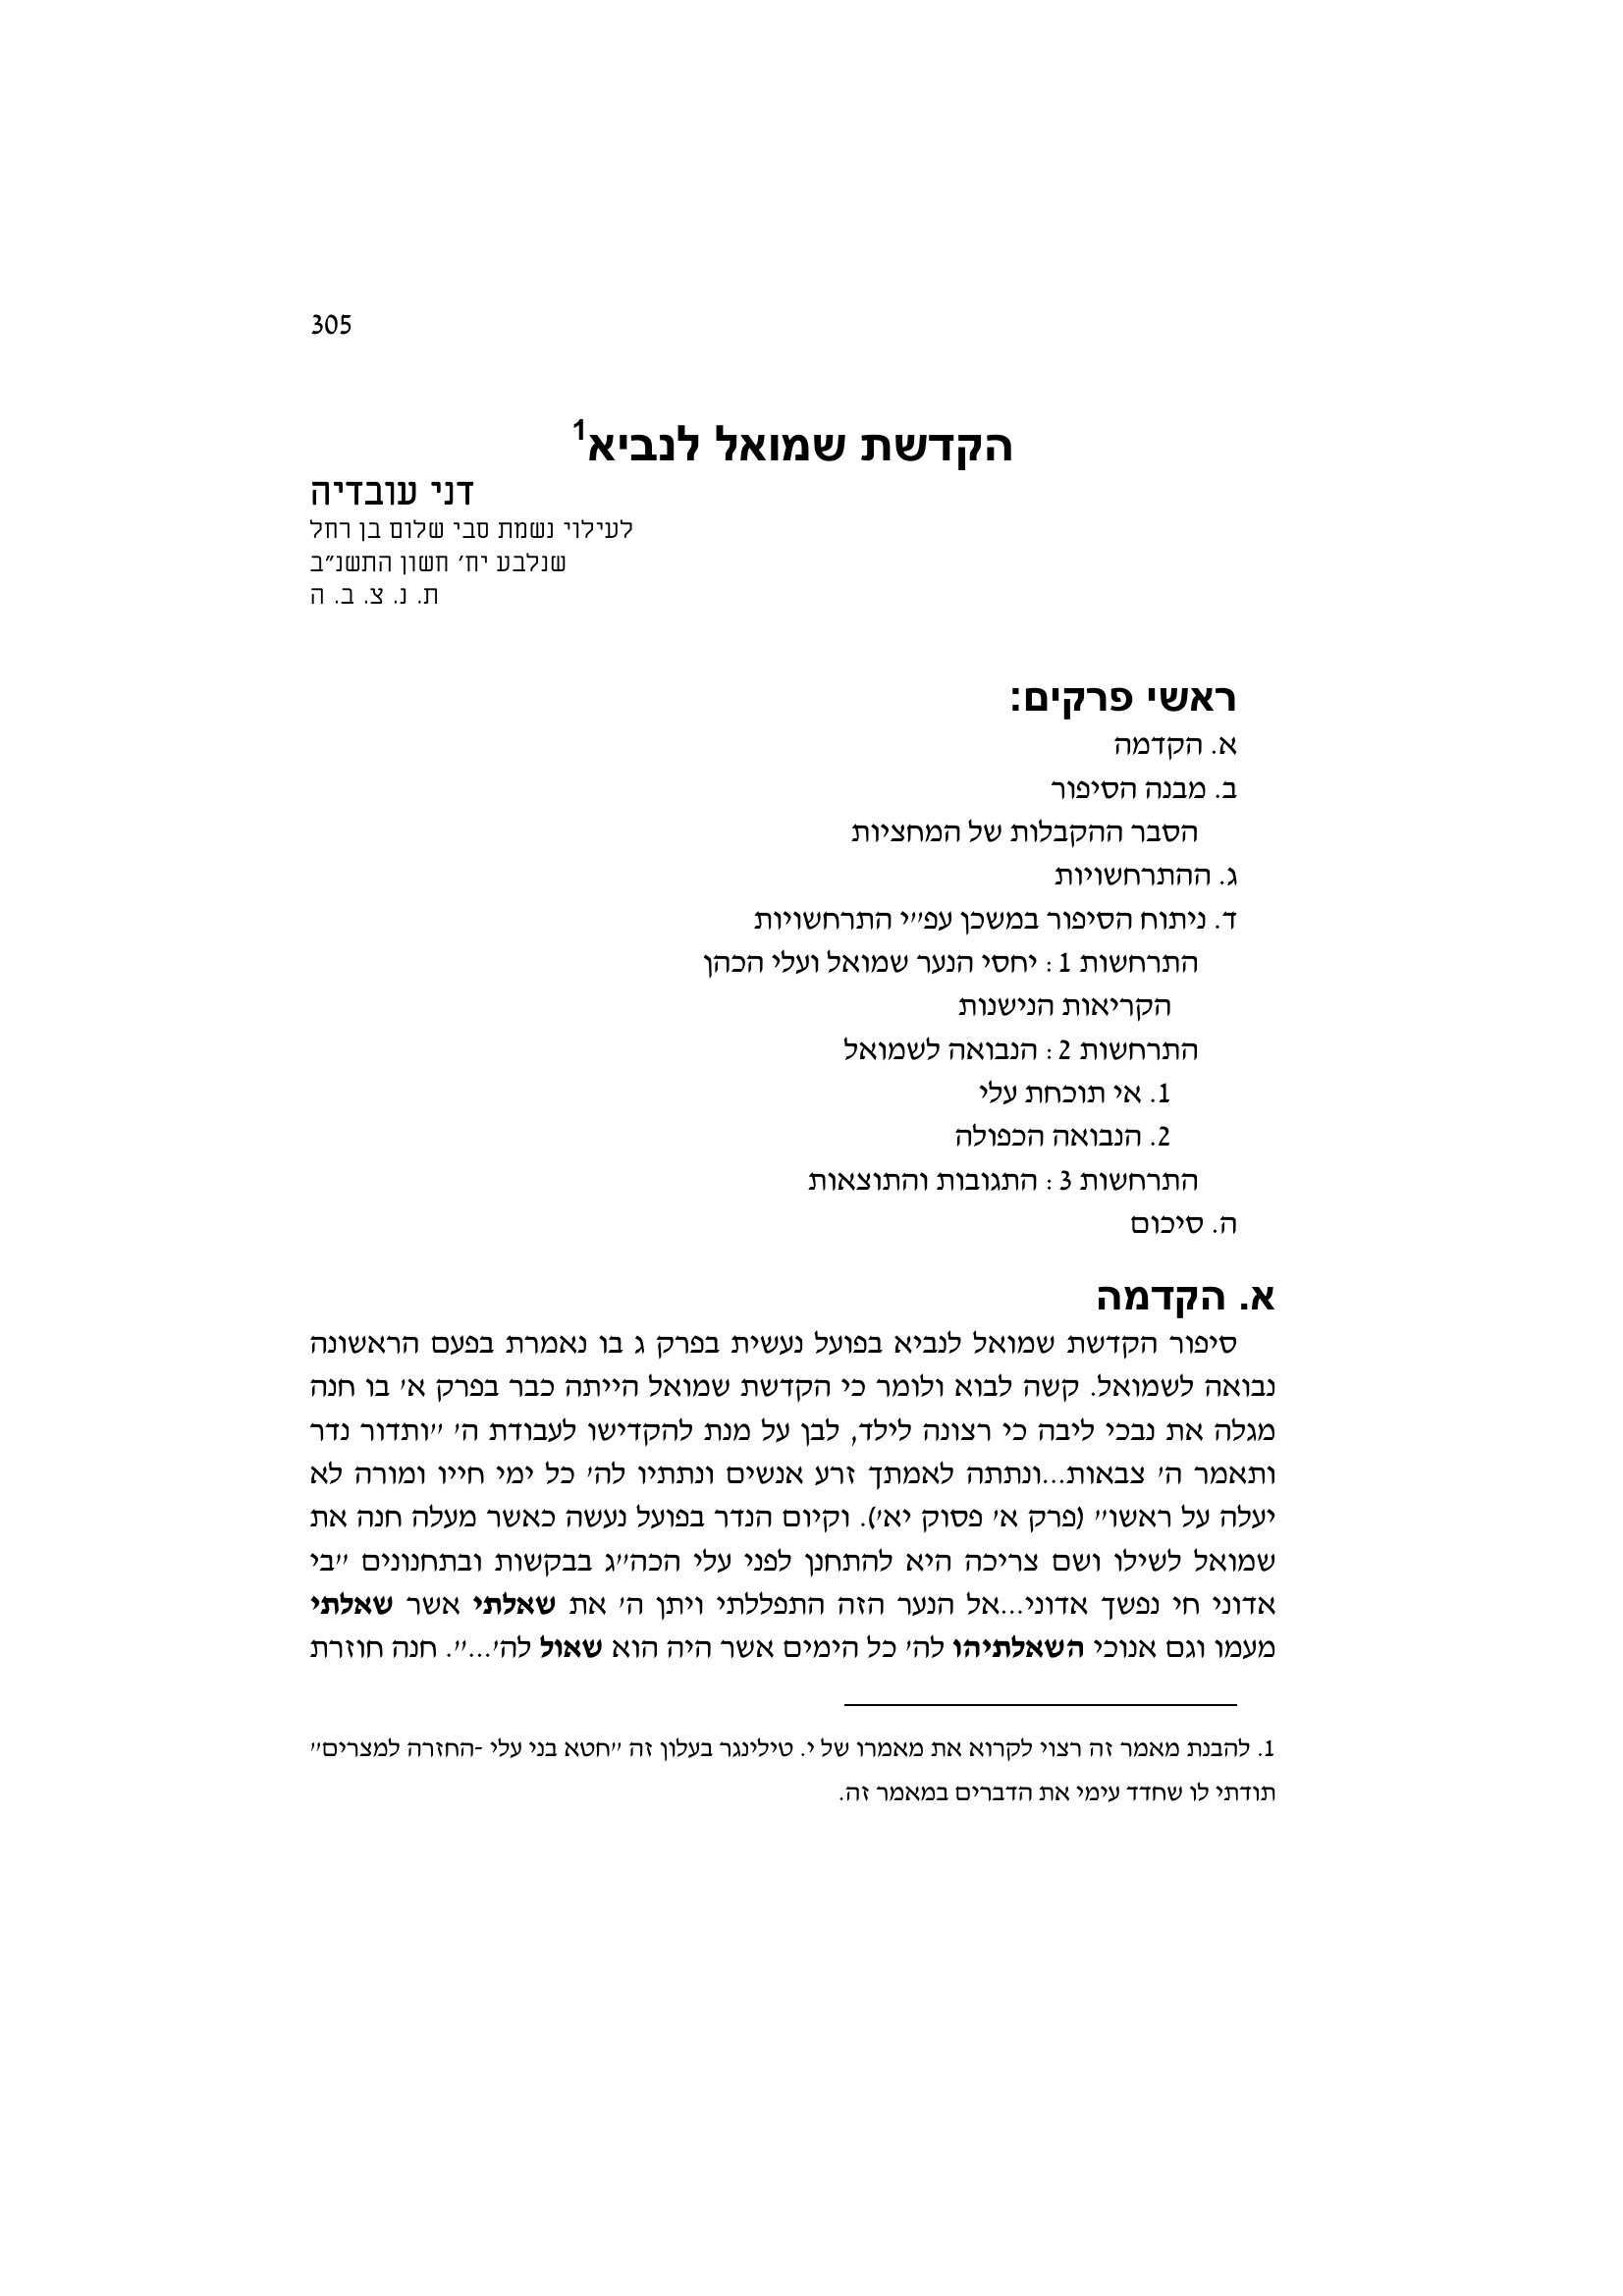 305
הקדשת שמואל לנביא1
דני עובדיה
לעילוי נשמת סבי שלום בן רחל
שנלבע יח׳ חשון התשנ״ב
ת. נ. צ. ב. ה
ראשי פרקים:
א. הקדמה
ב. מבנה הסיפור
הסבר ההקבלות של המחציות
ג. ההתרחשויות
ד. ניתוח הסיפור במשכן עפ״י התרחשויות
התרחשות 1: יחסי הנער שמואל ועלי הכהן
הקריאות הנישנות
התרחשות 2: הנבואה לשמואל
1. אי תוכחת עלי
2. הנבואה הכפולה
התרחשות 3: התגובות והתוצאות
ה. סיכום
א. הקדמה
סיפור הקדשת שמואל לנביא בפועל נעשית בפרק ג בו נאמרת בפעם הראשונה
נבואה לשמואל. קשה לבוא ולומר כי הקדשת שמואל הייתה כבר בפרק א׳ בו חנה
מגלה את נבכי ליבה כי רצונה לילד, לבן על מנת להקדישו לעבודת ה׳ ״ותדור נדר
ותאמר ה׳ צבאות...ונתתה לאמתך זרע אנשים ונתתיו לה׳ כל ימי חייו ומורה לא
יעלה על ראשו״ (פרק א׳ פסוק יא׳). וקיום הנדר בפועל נעשה כאשר מעלה חנה את
שמואל לשילו ושם צריכה היא להתחנן לפני עלי הכה״ג בבקשות ובתחנונים ״בי
אדוני חי נפשך אדוני...אל הנער הזה התפללתי ויתן ה׳ את שאלתי אשר שאלתי
מעמו וגם אנוכי השאלתיהו לה׳ כל הימים אשר היה הוא שאול לה׳...״. חנה חוזרת
1. להבנת מאמר זה רצוי לקרוא את מאמרו של י. טילינגר בעלון זה ״חטא בני עלי -החזרה למצרים״
תודתי לו שחדד עימי את הדברים במאמר זה.